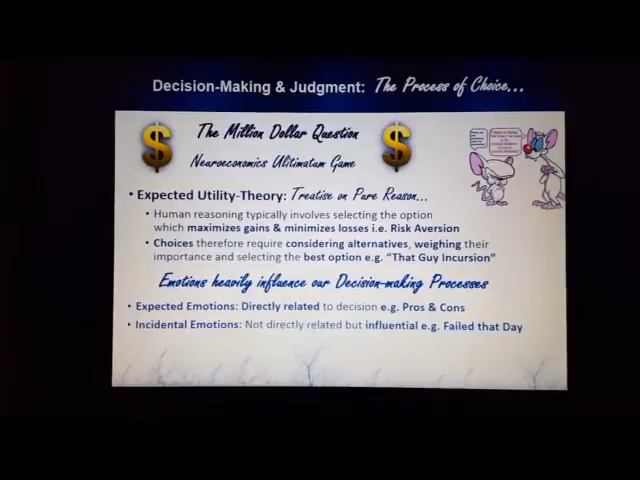 Decision-Making & Judgment: The Process of Choice...
$ The Million Dollar Question $
Neuroeconomics Ulitimatum Game
• Expected Utility-Theory: Treatise on Pure Reason...
• Human reasoning typically involves selecting the option
which maximizes gains & minimizes losses i.e. Risk Aversion
• Choices therefore require considering alternatives, weighing their
importance and selecting the best option e.g. "That Guy Incursion"
Emotions heavily influence our Decision-making Processes
• Expected Emotions: Directly related to decision e.g. Pros & Cons
• Incidental Emotions: Not directly related but influential e.g. Failed that Day